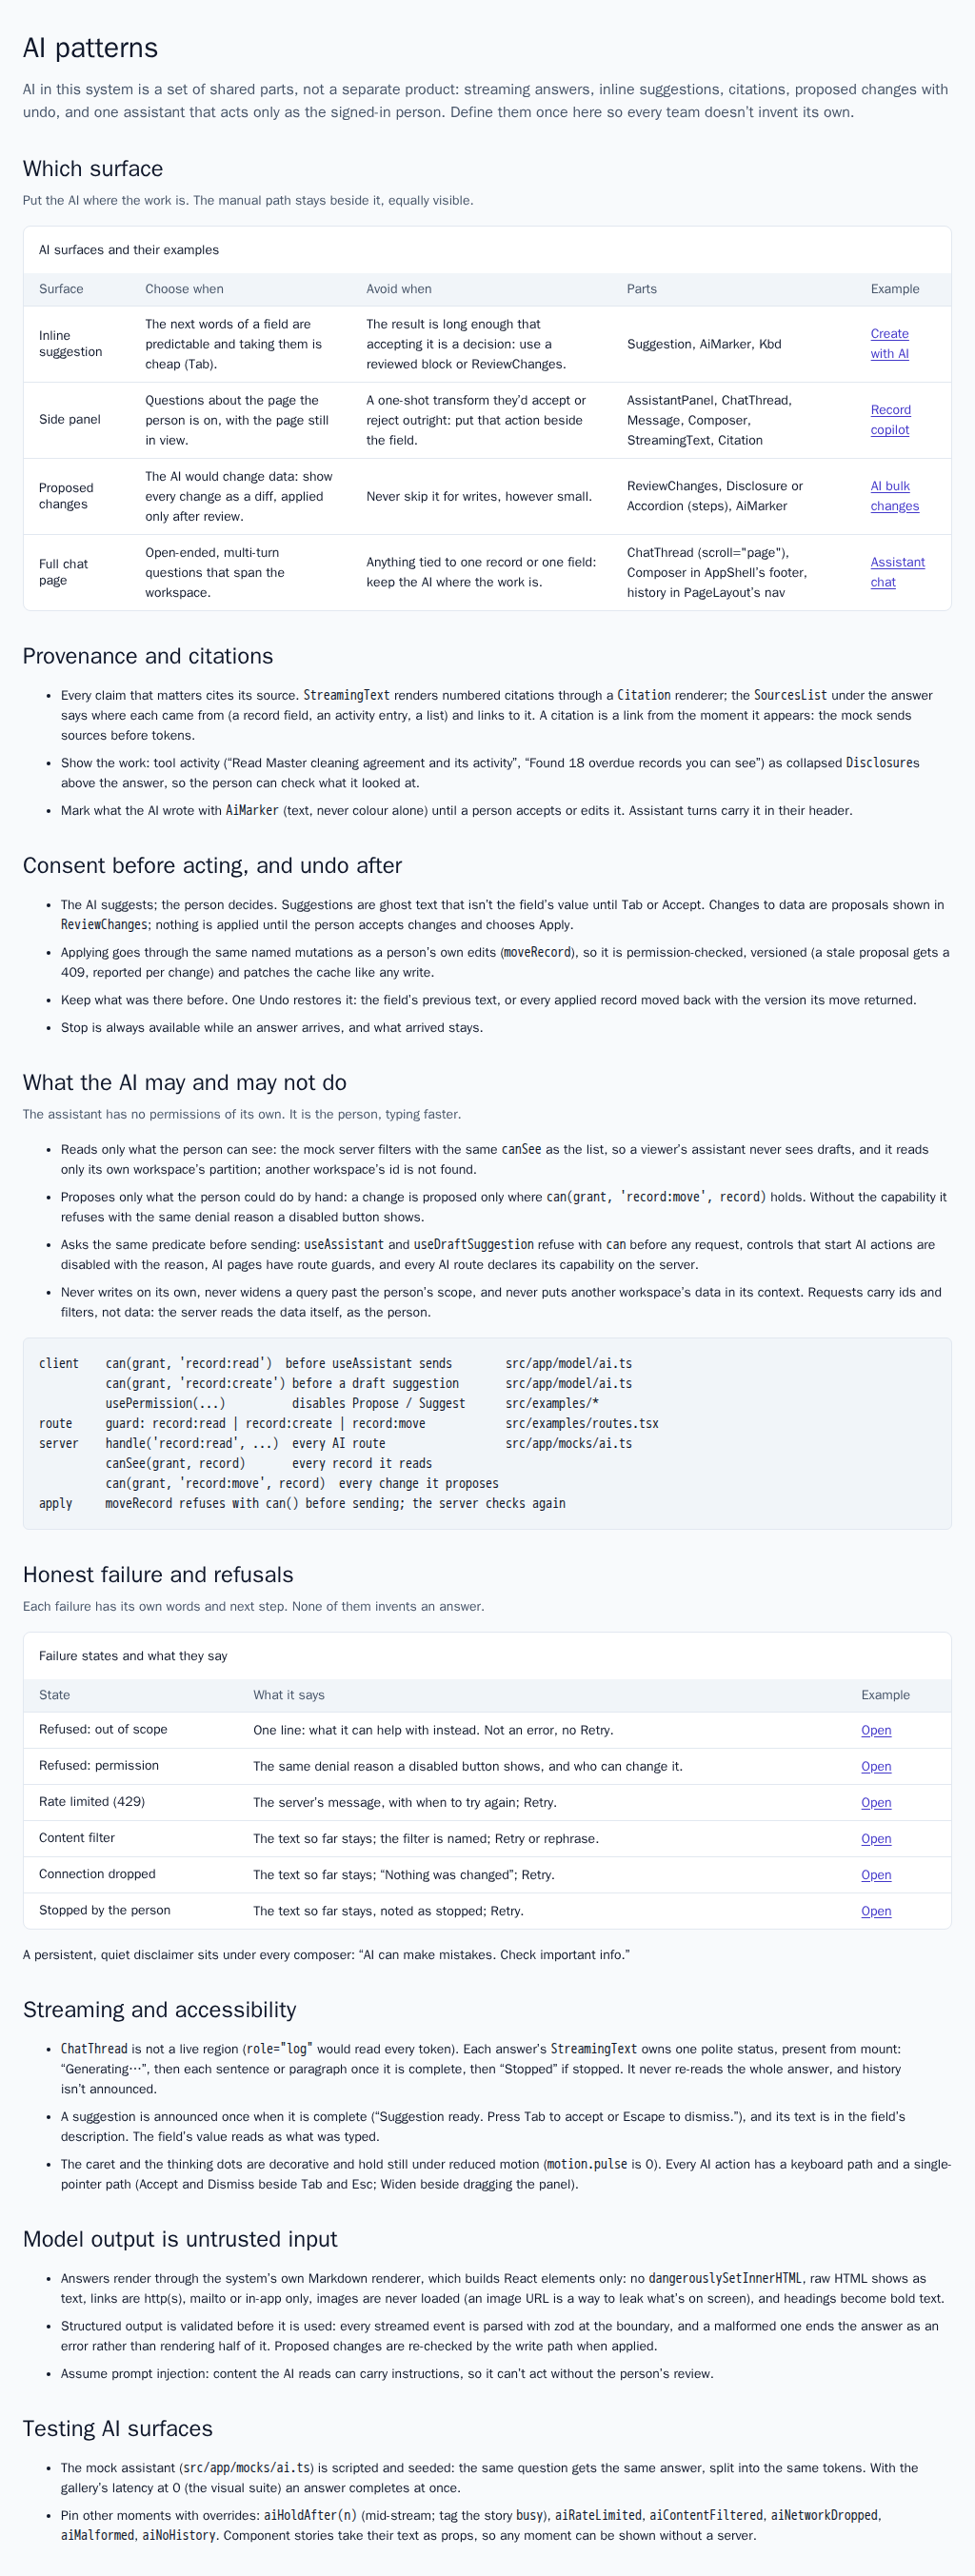 AI patterns
AI in this system is a set of shared parts, not a separate product: streaming answers, inline suggestions, citations, proposed changes with
undo, and one assistant that acts only as the signed-in person. Define them once here so every team doesn't invent its own.
Which surface
Put the AI where the work is. The manual path stays beside it, equally visible.
AI surfaces and their examples
Surface Choose when Avoid when Parts Example
Inline suggestion
The next words of a field are
predictable and taking them is
cheap (Tab).
The result is long enough that
accepting it is a decision: use a
reviewed block or ReviewChanges.
Suggestion, AiMarker, Kbd
Create
with AI
Side panel
Questions about the page the
person is on, with the page still
in view.
A one-shot transform they'd accept or
reject outright: put that action beside
the field.
AssistantPanel, ChatThread,
Message, Composer,
StreamingText, Citation
Record
copilot
Proposed
changes
The AI would change data: show
every change as a diff, applied
only after review.
Never skip it for writes, however small.
ReviewChanges, Disclosure or
Accordion (steps), AiMarker
AI bulk
changes
Full chat
page
Open-ended, multi-turn
questions that span the
workspace.
Anything tied to one record or one field:
keep the AI where the work is.
ChatThread (scroll="page"),
Composer in AppShell's footer,
history in PageLayout's nav
Assistant
chat
Provenance and citations
• Every claim that matters cites its source. StreamingText renders numbered citations through a Citation renderer; the SourcesList under the answer
says where each came from (a record field, an activity entry, a list) and links to it. A citation is a link from the moment it appears: the mock sends
sources before tokens.
• Show the work: tool activity (“Read Master cleaning agreement and its activity”, “Found 18 overdue records you can see”) as collapsed Disclosures
above the answer, so the person can check what it looked at.
• Mark what the AI wrote with AiMarker (text, never colour alone) until a person accepts or edits it. Assistant turns carry it in their header.
Consent before acting, and undo after
• The AI suggests; the person decides. Suggestions are ghost text that isn't the field's value until Tab or Accept. Changes to data are proposals shown in
ReviewChanges; nothing is applied until the person accepts changes and chooses Apply.
• Applying goes through the same named mutations as a person's own edits (moveRecord), so it is permission-checked, versioned (a stale proposal gets a
409, reported per change) and patches the cache like any write.
• Keep what was there before. One Undo restores it: the field's previous text, or every applied record moved back with the version its move returned.
• Stop is always available while an answer arrives, and what arrived stays.
What the AI may and may not do
The assistant has no permissions of its own. It is the person, typing faster.
• Reads only what the person can see: the mock server filters with the same canSee as the list, so a viewer's assistant never sees drafts, and it reads
only its own workspace's partition; another workspace's id is not found.
• Proposes only what the person could do by hand: a change is proposed only where can(grant, 'record:move', record) holds. Without the capability it
refuses with the same denial reason a disabled button shows.
• Asks the same predicate before sending: useAssistant and useDraftSuggestion refuse with can before any request, controls that start AI actions are
disabled with the reason, AI pages have route guards, and every AI route declares its capability on the server.
• Never writes on its own, never widens a query past the person's scope, and never puts another workspace's data in its context. Requests carry ids and
filters, not data: the server reads the data itself, as the person.
client can(grant, 'record:read') before useAssistant sends src/app/model/ai.ts
can(grant, 'record:create') before a draft suggestion src/app/model/ai.ts
usePermission(...) disables Propose / Suggest src/examples/*
route guard: record:read | record:create | record:move src/examples/routes.tsx
server handle('record:read', ...) every AI route src/app/mocks/ai.ts
canSee(grant, record) every record it reads
can(grant, 'record:move', record) every change it proposes
apply moveRecord refuses with can() before sending; the server checks again
Honest failure and refusals
Each failure has its own words and next step. None of them invents an answer.
Failure states and what they say
State What it says Example
Refused: out of scope One line: what it can help with instead. Not an error, no Retry. Open
Refused: permission The same denial reason a disabled button shows, and who can change it. Open
Rate limited (429) The server's message, with when to try again; Retry. Open
Content filter The text so far stays; the filter is named; Retry or rephrase. Open
Connection dropped The text so far stays; “Nothing was changed”; Retry. Open
Stopped by the person The text so far stays, noted as stopped; Retry. Open
A persistent, quiet disclaimer sits under every composer: “AI can make mistakes. Check important info.”
Streaming and accessibility
• ChatThread is not a live region (role="log" would read every token). Each answer's StreamingText owns one polite status, present from mount:
“Generating…”, then each sentence or paragraph once it is complete, then “Stopped” if stopped. It never re-reads the whole answer, and history
isn't announced.
• A suggestion is announced once when it is complete (“Suggestion ready. Press Tab to accept or Escape to dismiss.”), and its text is in the field's
description. The field's value reads as what was typed.
• The caret and the thinking dots are decorative and hold still under reduced motion (motion.pulse is 0). Every AI action has a keyboard path and a single-
pointer path (Accept and Dismiss beside Tab and Esc; Widen beside dragging the panel).
Model output is untrusted input
• Answers render through the system's own Markdown renderer, which builds React elements only: no dangerouslySetInnerHTML, raw HTML shows as
text, links are http(s), mailto or in-app only, images are never loaded (an image URL is a way to leak what's on screen), and headings become bold text.
• Structured output is validated before it is used: every streamed event is parsed with zod at the boundary, and a malformed one ends the answer as an
error rather than rendering half of it. Proposed changes are re-checked by the write path when applied.
• Assume prompt injection: content the AI reads can carry instructions, so it can't act without the person's review.
Testing AI surfaces
• The mock assistant (src/app/mocks/ai.ts) is scripted and seeded: the same question gets the same answer, split into the same tokens. With the
gallery's latency at 0 (the visual suite) an answer completes at once.
• Pin other moments with overrides: aiHoldAfter(n) (mid-stream; tag the story busy), aiRateLimited, aiContentFiltered, aiNetworkDropped,
aiMalformed, aiNoHistory. Component stories take their text as props, so any moment can be shown without a server.